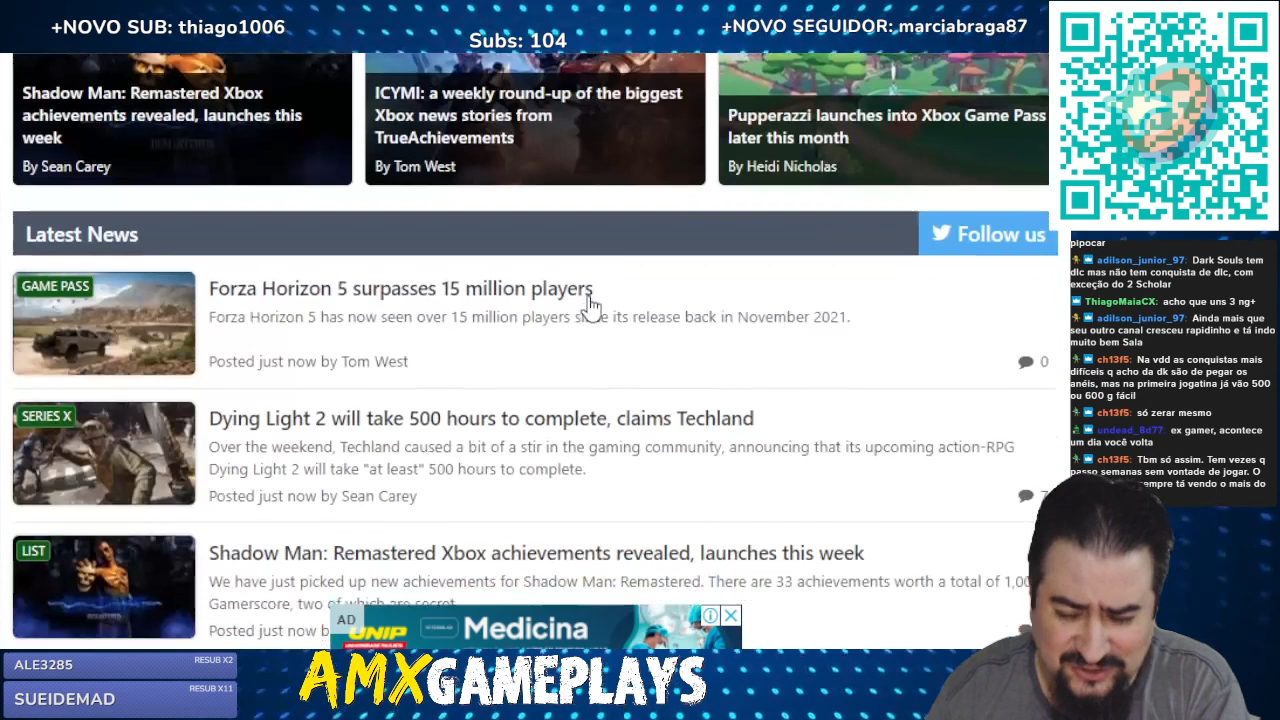 +NOVO SUB: thiago1006
Subs: 104
+NOVO SEGUIDOR: marciabraga87
Shadow Man: Remastered Xbox
achievements revealed, launches this
week
By Sean Carey
ICYMI: a weekly round-up of the biggest
Xbox news stories from
TrueAchievements
By Tom West
Pupperazzi launches into Xbox Game Pass
later this month
By Heidi Nicholas
Latest News
Follow us
GAME PASS
Forza Horizon 5 surpasses 15 million players
Forza Horizon 5 has now seen over 15 million players since its release back in November 2021.
Posted just now by Tom West
0
SERIES X
Dying Light 2 will take 500 hours to complete, claims Techland
Over the weekend, Techland caused a bit of a stir in the gaming community, announcing that its upcoming action-RPG
Dying Light 2 will take "at least" 500 hours to complete.
Posted just now by Sean Carey
LIST
Shadow Man: Remastered Xbox achievements revealed, launches this week
We have just picked up new achievements for Shadow Man: Remastered. There are 33 achievements worth a total of
Gamerscore, two of which are secret.
Posted just now
AD
UNIP
Medicina
pipocar
adilson_junior_97: Dark Souls tem
dlc mas não tem conquista de dlc, com
exceção do 2 Scholar
ThiagoMaiaCX: acho que uns 3 ng+
adilson_junior_97: Ainda mais que
seu outro canal cresceu rapidinho e tá indo
muito bem Sala
ch13f5: Na vdd as conquistas mais
difíceis q acho da dk são de pegar os
anéis, mas na primeira jogatina já vão 500
ou 600 g fácil
ch13f5: só zerar mesmo
undead_8d77: ex gamer, acontece
um dia você volta
ch13f5: Tbm só assim. Tem vezes q
passo semanas sem vontade de jogar. O
sempre tá vendo o mais do
ALE3285
RESUB X2
SUEIDEMAD
RESUB X11
AMXGAMEPLAYS